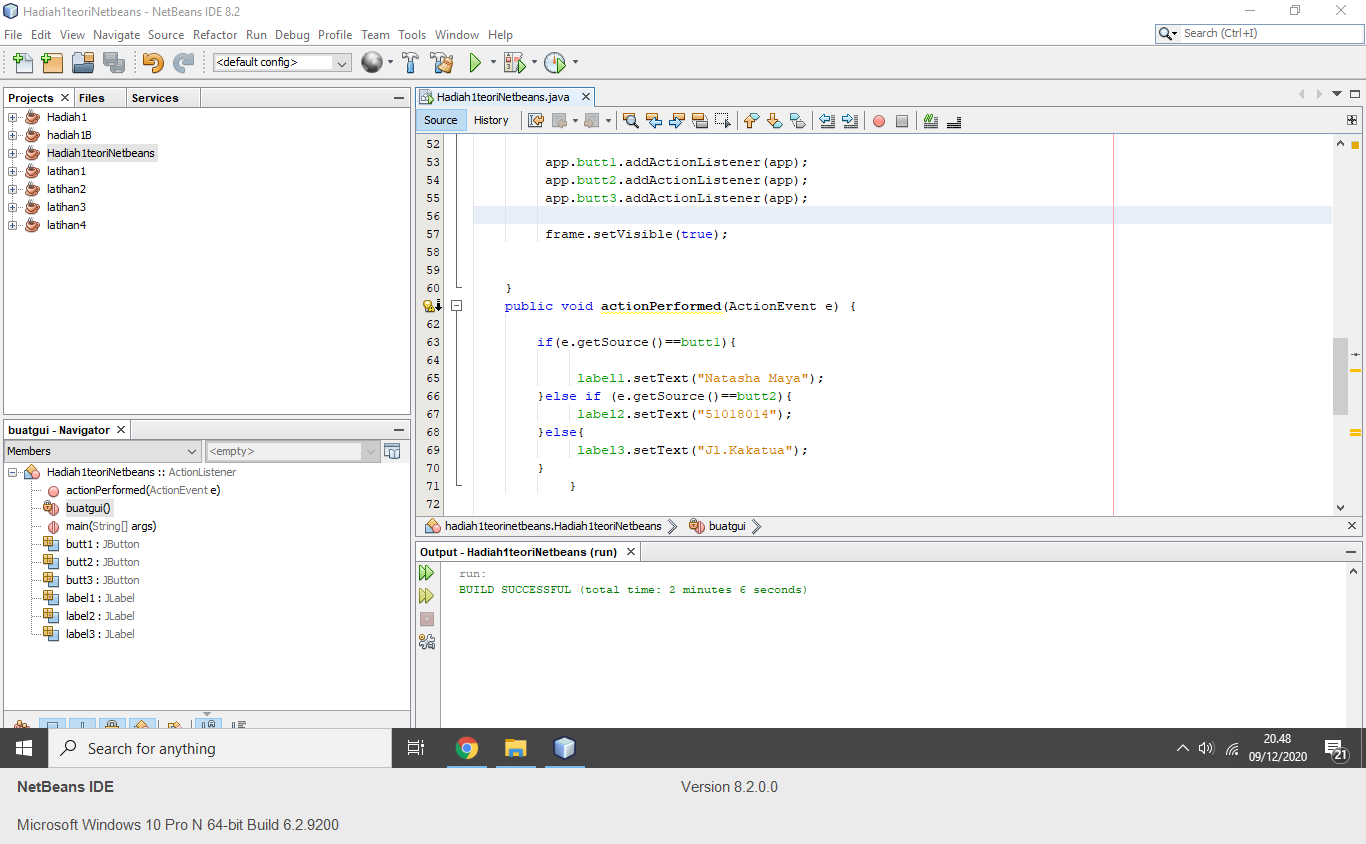 Hadiah1teoriNetbeans - NetBeans IDE 8.2
File Edit View Navigate Source Refactor Run Debug Profile Team Tools Window Help
Search (Ctrl+I)
<default config>
Projects Files Services
Hadiah1
hadiah1B
Hadiah1teoriNetbeans
latihan1
latihan2
latihan3
latihan4
buatgui - Navigator
Members <empty>
Hadiah1teoriNetbeans :: ActionListener
actionPerformed(ActionEvent e)
buatgui()
main(String[] args)
butt1 : JButton
butt2 : JButton
butt3 : JButton
label1 : JLabel
label2 : JLabel
label3 : JLabel
Hadiah1teoriNetbeans.java
Source History
52
53 app.butt1.addActionListener(app);
54 app.butt2.addActionListener(app);
55 app.butt3.addActionListener(app);
56
57 frame.setVisible(true);
58
59
60 }
public void actionPerformed(ActionEvent e) {
62
63 if(e.getSource()==butt1){
64
65 label1.setText("Natasha Maya");
66 }else if (e.getSource()==butt2){
67 label2.setText("51018014");
68 }else{
69 label3.setText("Jl.Kakatua");
70 }
71 }
72
hadiah1teorinetbeans.Hadiah1teoriNetbeans buatgui
Output - Hadiah1teoriNetbeans (run)
run:
BUILD SUCCESSFUL (total time: 2 minutes 6 seconds)
Search for anything
20.48
09/12/2020
21
NetBeans IDE Version 8.2.0.0
Microsoft Windows 10 Pro N 64-bit Build 6.2.9200